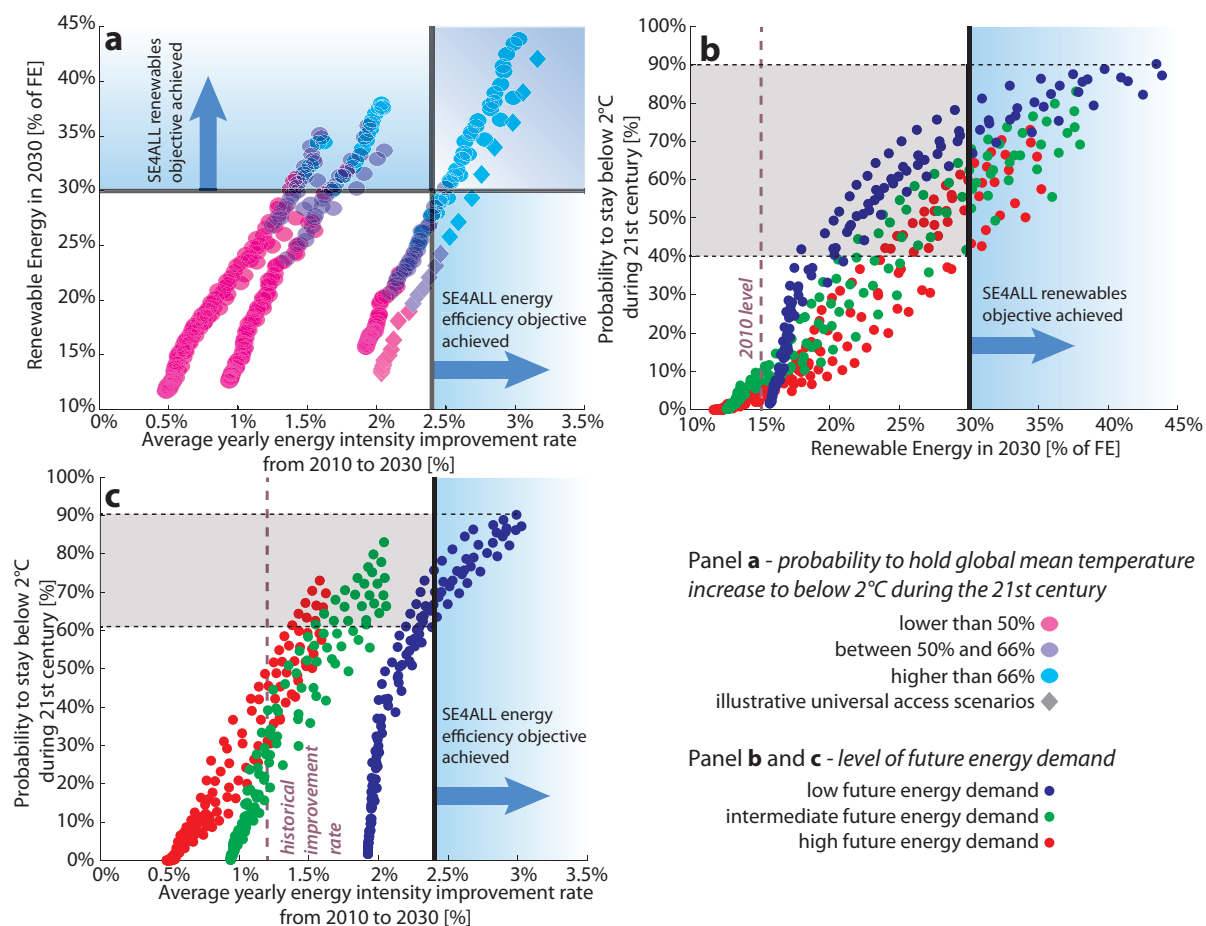 a
45%
40%
35%
30%
25%
20%
15%
10%
Renewable Energy in 2030 [% of FE]
SE4ALL renewables
objective achieved
SE4ALL energy
efficiency objective
achieved
0% 0.5% 1% 1.5% 2% 2.5% 3% 3.5%
Average yearly energy intensity improvement rate
from 2010 to 2030 [%]
b
100%
90%
80%
70%
60%
50%
40%
30%
20%
10%
0%
Probability to stay below 2°C
during 21st century [%]
2010 level
SE4ALL renewables
objective achieved
10% 15% 20% 25% 30% 35% 40% 45%
Renewable Energy in 2030 [% of FE]
c
100%
90%
80%
70%
60%
50%
40%
30%
20%
10%
0%
Probability to stay below 2°C
during 21st century [%]
historical
improvement
rate
SE4ALL energy
efficiency objective
achieved
0% 0.5% 1% 1.5% 2% 2.5% 3% 3.5%
Average yearly energy intensity improvement rate
from 2010 to 2030 [%]
Panel a - probability to hold global mean temperature
increase to below 2°C during the 21st century
lower than 50%
between 50% and 66%
higher than 66%
illustrative universal access scenarios
Panel b and c - level of future energy demand
low future energy demand
intermediate future energy demand
high future energy demand